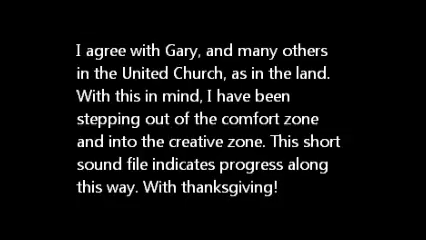 I agree with Gary, and many others
in the United Church, as in the land.
With this in mind, I have been
stepping out of the comfort zone
and into the creative zone. This short
sound file indicates progress along
this way. With thanksgiving!